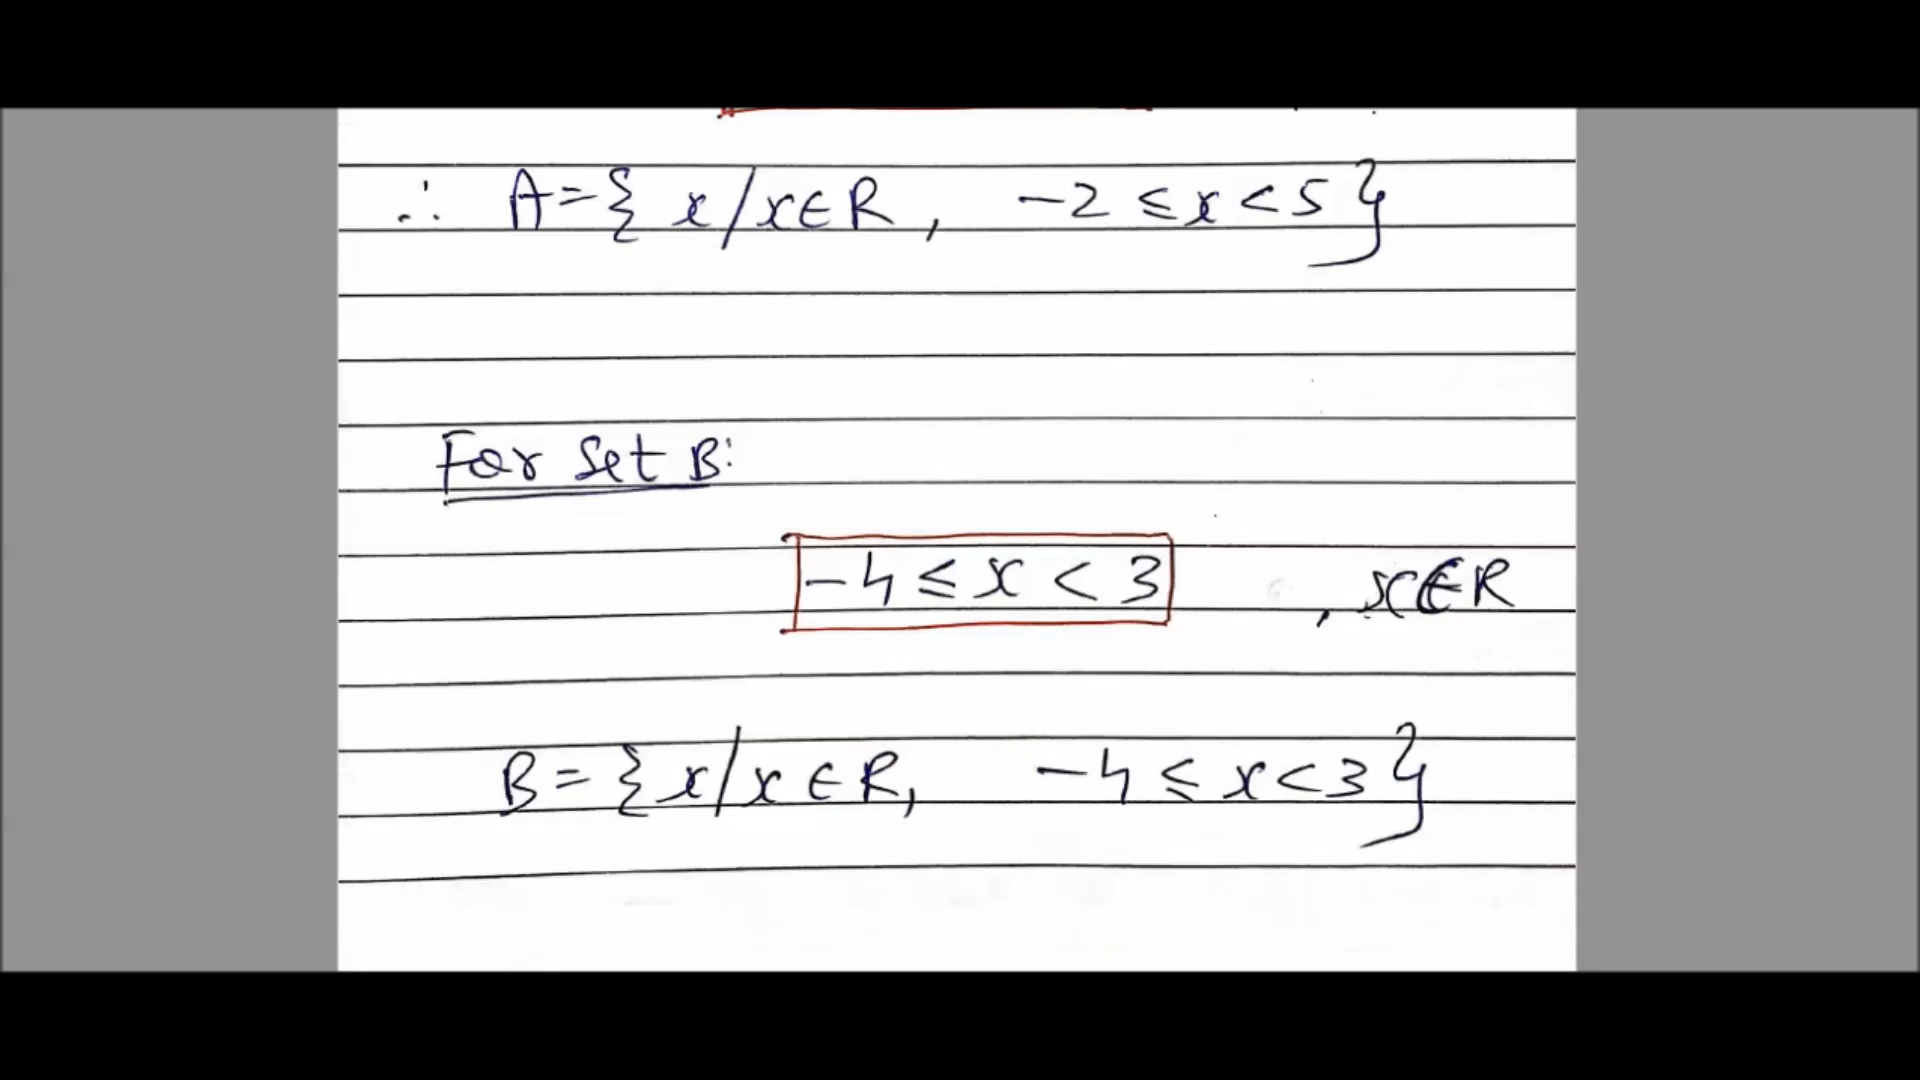 ∴ A = { x/x∈R , -2 ≤ x < 5 }
For Set B:
-4 ≤ x < 3 , x∈R
B = { x/x ∈ R, -4 ≤ x < 3 }